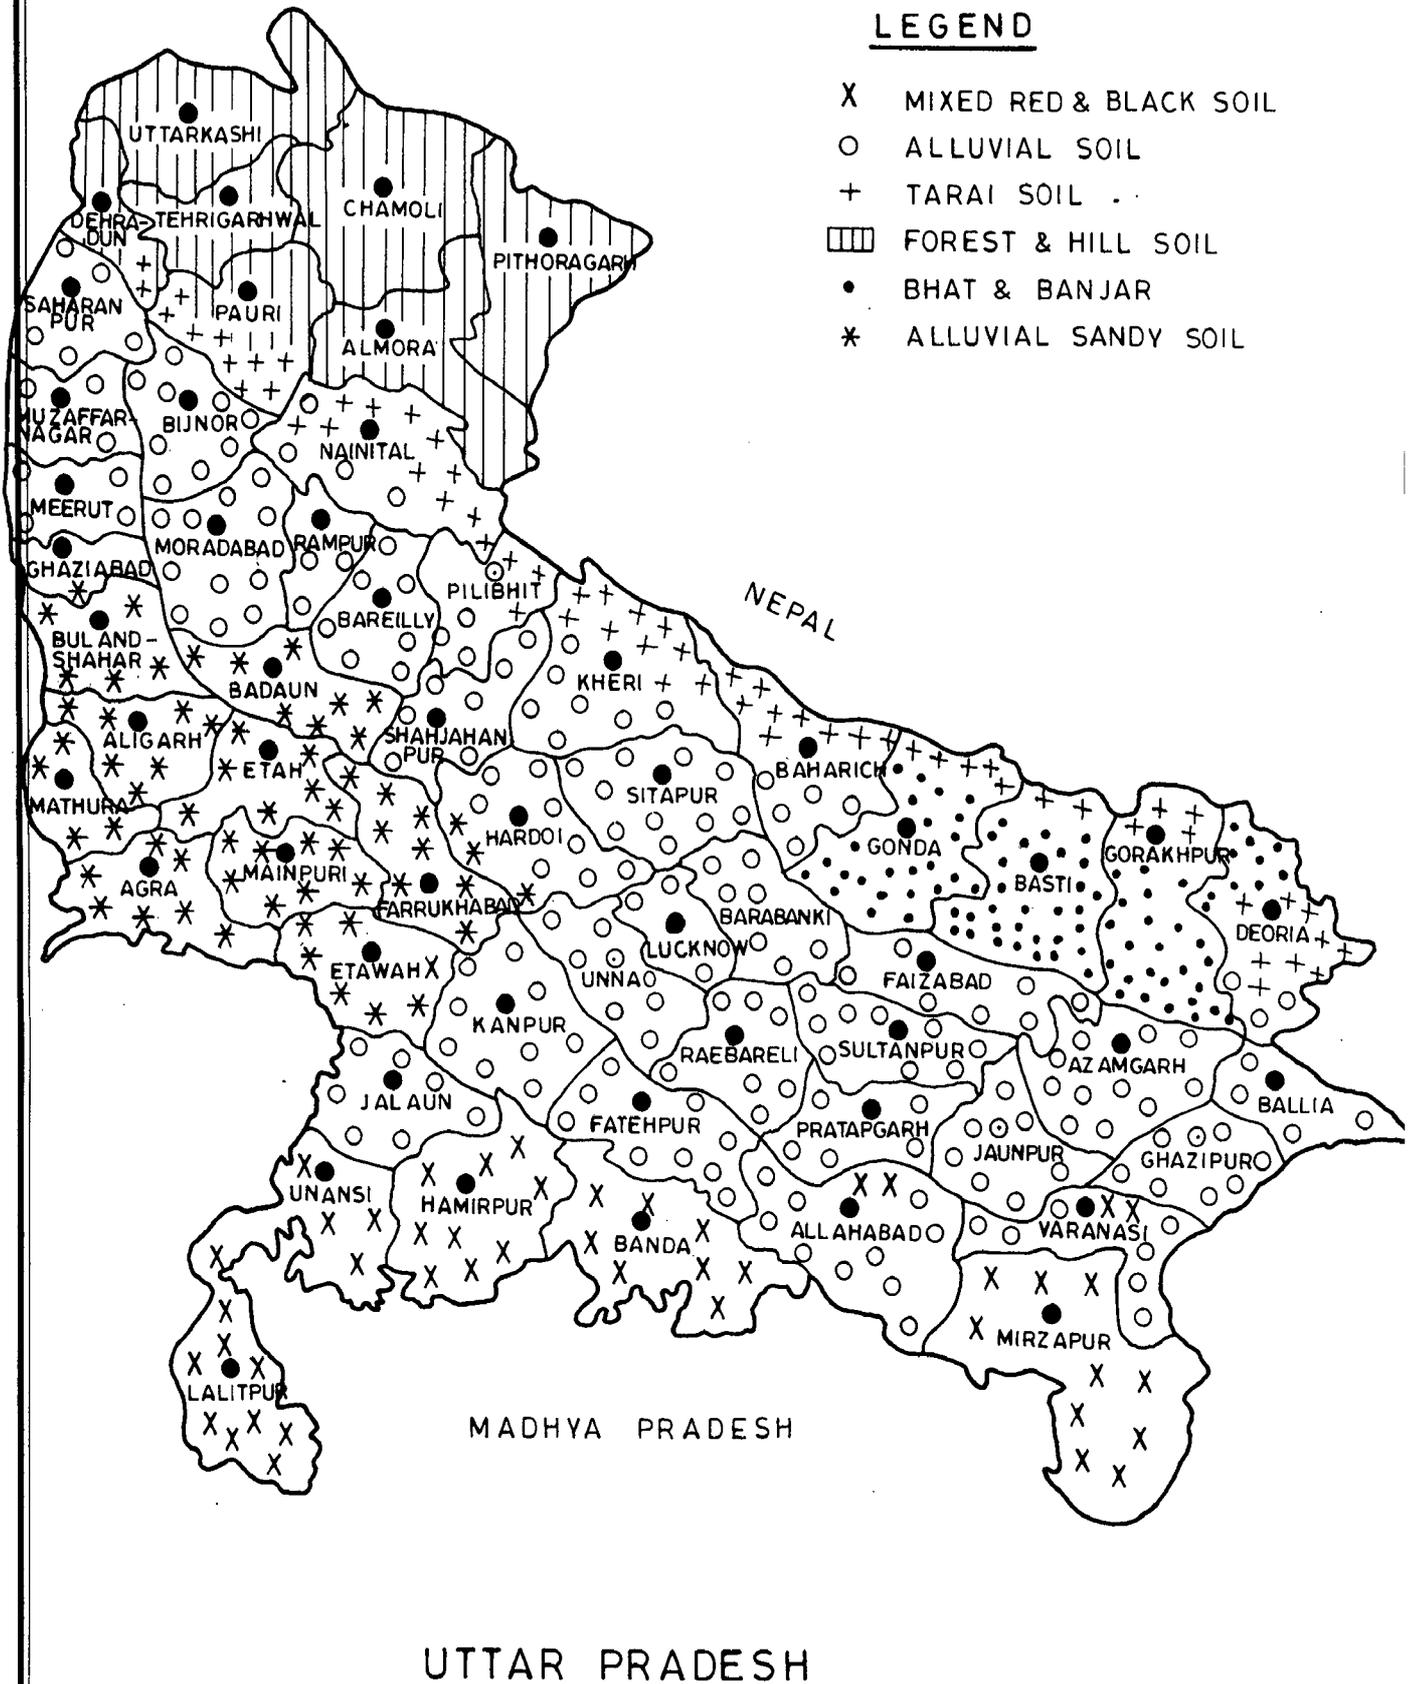 LEGEND
X MIXED RED & BLACK SOIL
O ALLUVIAL SOIL
+ TARAI SOIL
FOREST & HILL SOIL
• BHAT & BANJAR
* ALLUVIAL SANDY SOIL
UTTARKASHI
DEHRA-
DUN
TEHRIGARHWAL
CHAMOLI
PITHORAGARH
SAHARAN
PUR
PAURI
ALMORA
MUZAFFAR-
NAGAR
BIJNOR
NAINITAL
MEERUT
MORADABAD
RAMPUR
GHAZIABAD
PILIBHIT
BAREILLY
NEPAL
BULAND-
SHAHAR
BADAUN
KHERI
ALIGARH
SHAHJAHAN
PUR
ETAH
BAHARICH
MATHURA
SITAPUR
HARDOI
GONDA
GORAKHPUR
AGRA
MAINPURI
BASTI
FARRUKHABAD
BARABANKI
DEORIA
LUCKNOW
ETAWAH
UNNAO
FAIZABAD
KANPUR
RAEBARELI
SULTANPUR
AZAMGARH
JALAUN
FATEHPUR
PRATAPGARH
BALLIA
JAUNPUR
GHAZIPUR
UNANSI
HAMIRPUR
BANDA
ALLAHABAD
VARANASI
MIRZAPUR
LALITPUR
MADHYA PRADESH
UTTAR PRADESH